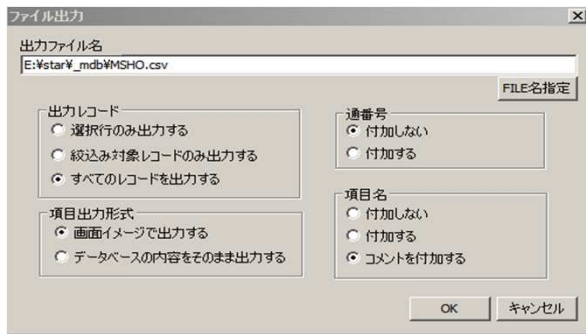 ファイル出力
出力ファイル名
E:¥star¥_mdb¥MSHO.csv
FILE名指定
出力レコード
選択行のみ出力する
絞込み対象レコードのみ出力する
すべてのレコードを出力する
項目出力形式
画面イメージで出力する
データベースの内容をそのまま出力する
通番号
付加しない
付加する
項目名
付加しない
付加する
コメントを付加する
OK
キャンセル